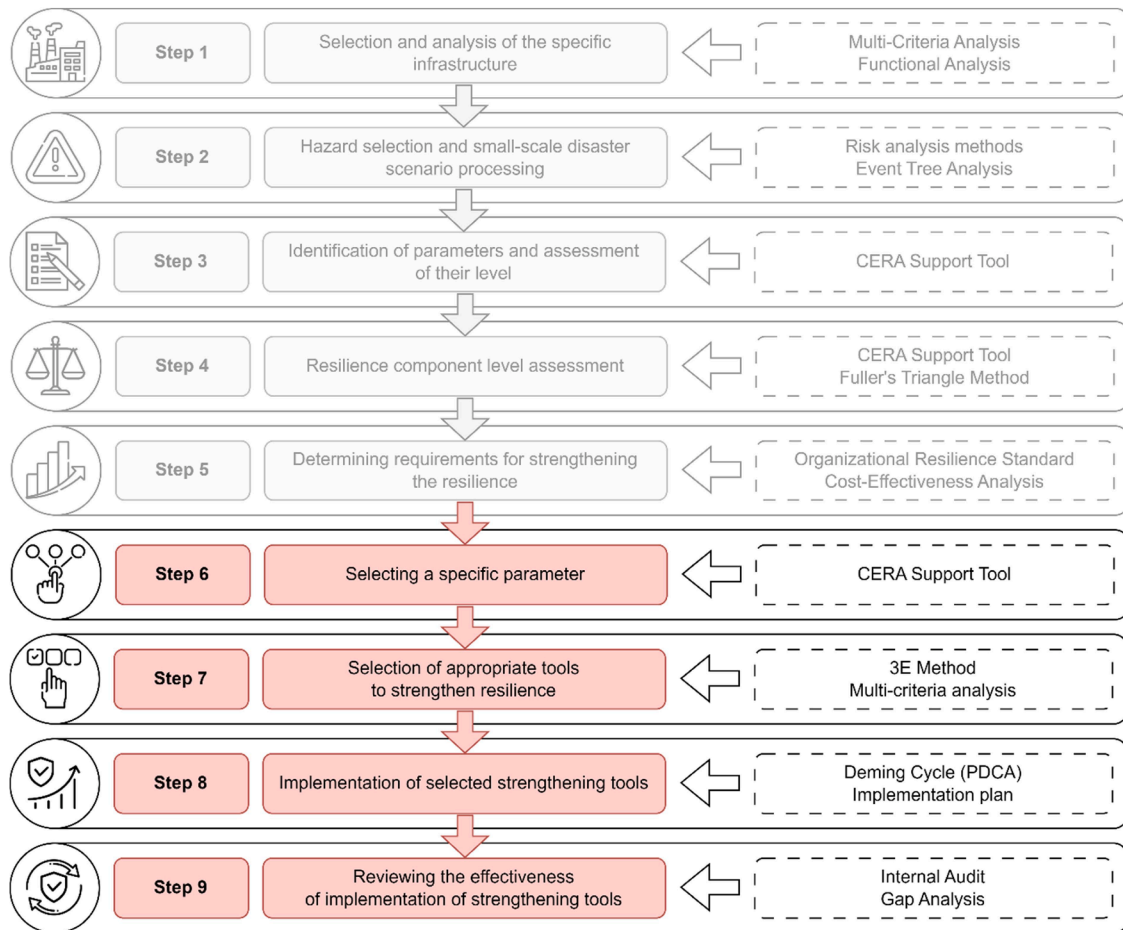 Step 1
Selection and analysis of the specific
infrastructure
Multi-Criteria Analysis
Functional Analysis
Step 2
Hazard selection and small-scale disaster
scenario processing
Risk analysis methods
Event Tree Analysis
Step 3
Identification of parameters and assessment
of their level
CERA Support Tool
Step 4
Resilience component level assessment
CERA Support Tool
Fuller's Triangle Method
Step 5
Determining requirements for strengthening
the resilience
Organizational Resilience Standard
Cost-Effectiveness Analysis
Step 6
Selecting a specific parameter
CERA Support Tool
Step 7
Selection of appropriate tools
to strengthen resilience
3E Method
Multi-criteria analysis
Step 8
Implementation of selected strengthening tools
Deming Cycle (PDCA)
Implementation plan
Step 9
Reviewing the effectiveness
of implementation of strengthening tools
Internal Audit
Gap Analysis